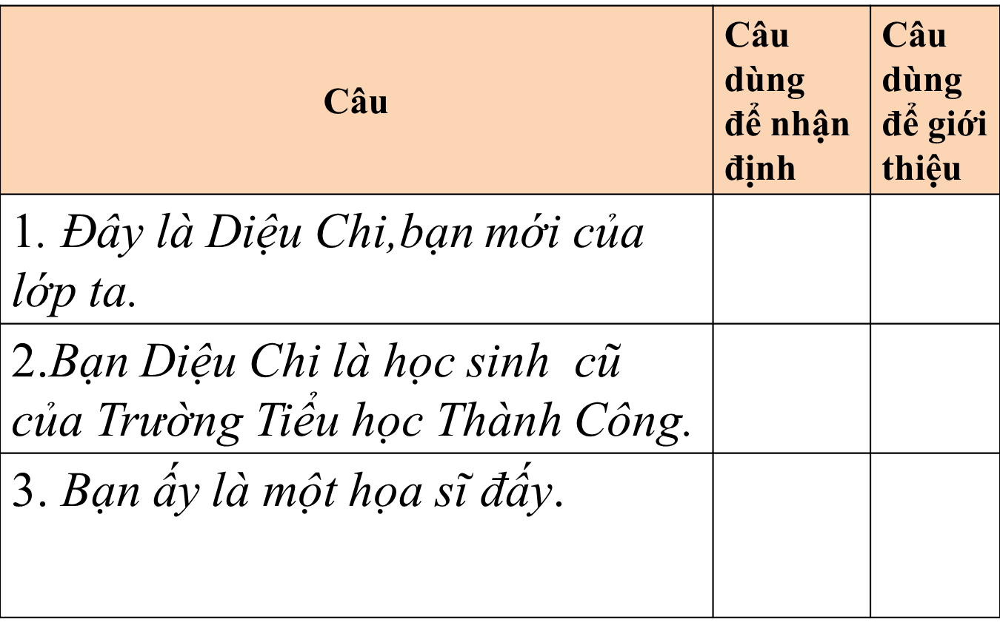 Câu
Câu
dùng
để nhận
định
Câu
dùng
để giới
thiệu
1. Đây là Diệu Chi,bạn mới của
lớp ta.
2.Bạn Diệu Chi là học sinh cũ
của Trường Tiểu học Thành Công.
3. Bạn ấy là một họa sĩ đấy.